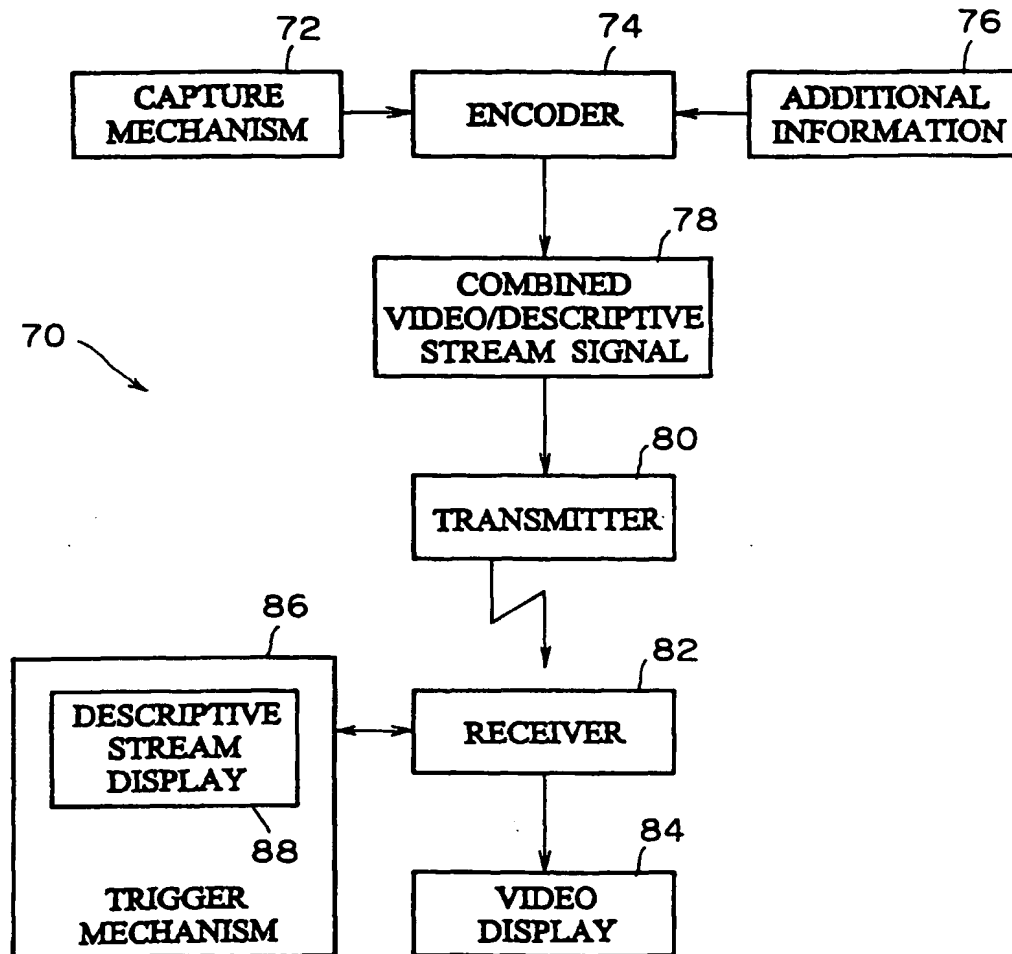 72
74
76
CAPTURE
MECHANISM
ENCODER
ADDITIONAL
INFORMATION
78
COMBINED
VIDEO/DESCRIPTIVE
STREAM SIGNAL
70
80
TRANSMITTER
86
82
DESCRIPTIVE
STREAM
DISPLAY
RECEIVER
88
84
TRIGGER
MECHANISM
VIDEO
DISPLAY